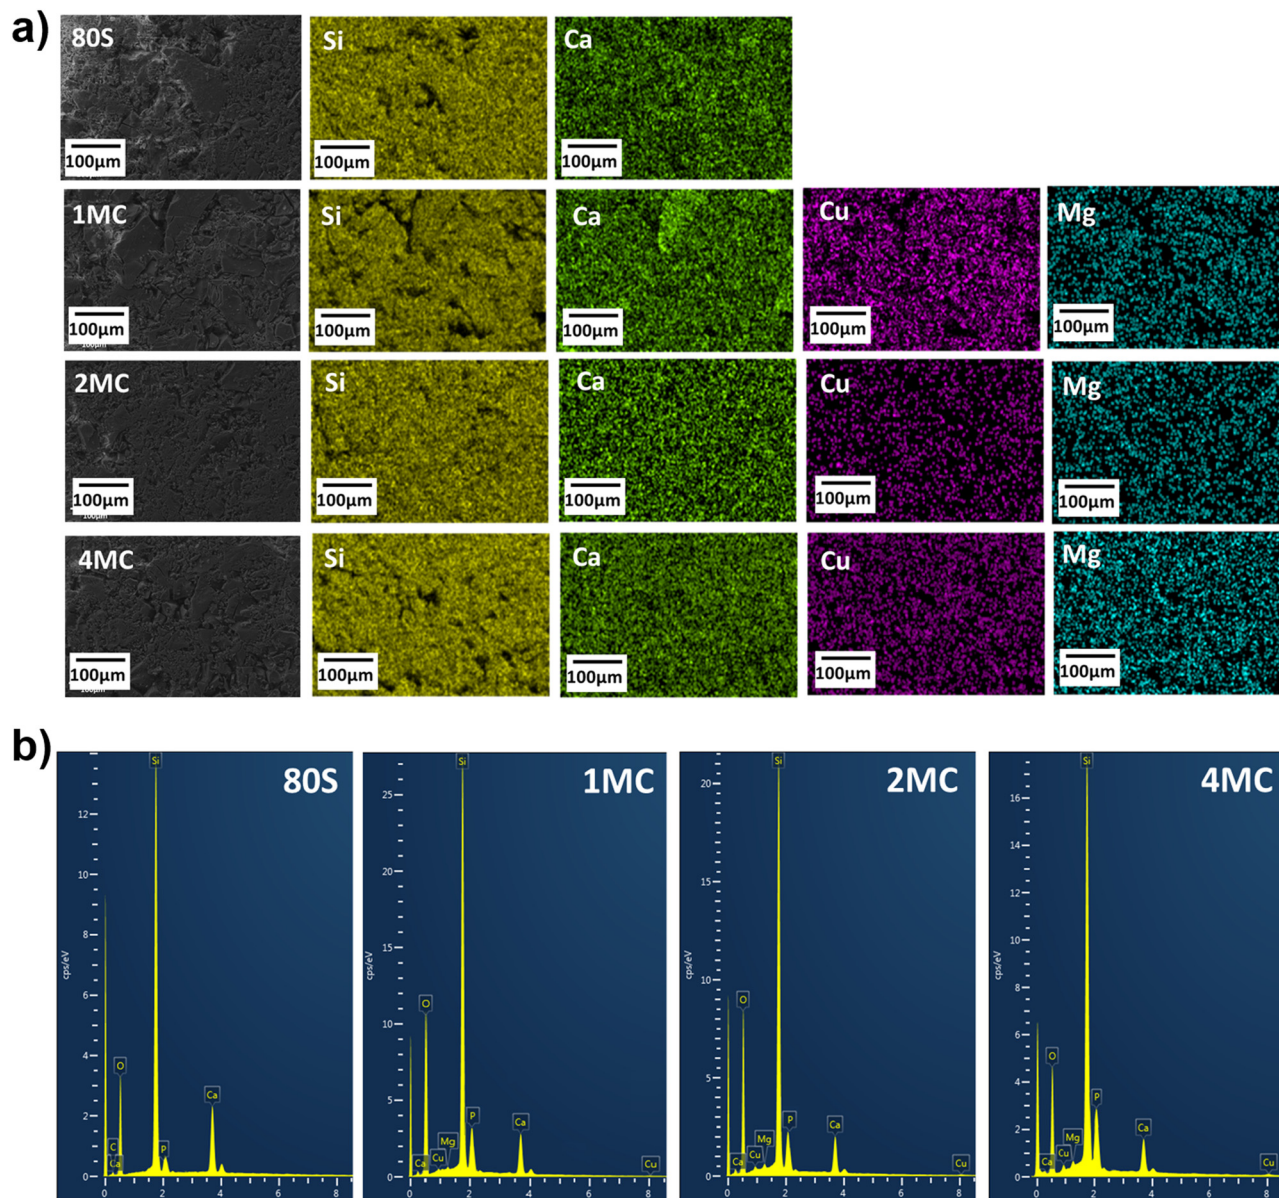 a)
80S Si Ca
100μm 100μm 100μm
1MC Si Ca Cu Mg
100μm 100μm 100μm 100μm 100μm
2MC Si Ca Cu Mg
100μm 100μm 100μm 100μm 100μm
4MC Si Ca Cu Mg
100μm 100μm 100μm 100μm 100μm
b)
80S
Si
12
10
8
6
4
2
0
cps/eV
O
C
Ca
P
Ca
0 2 4 6 8
1MC
Si
25
20
15
10
5
0
cps/eV
O
Ca
Cu
Mg
P
Ca
Cu
0 2 4 6 8
2MC
Si
20
15
10
5
0
cps/eV
O
Ca
Cu
Mg
P
Ca
Cu
0 2 4 6 8
4MC
Si
16
14
12
10
8
6
4
2
0
cps/eV
O
Ca
Cu
Mg
P
Ca
Cu
0 2 4 6 8